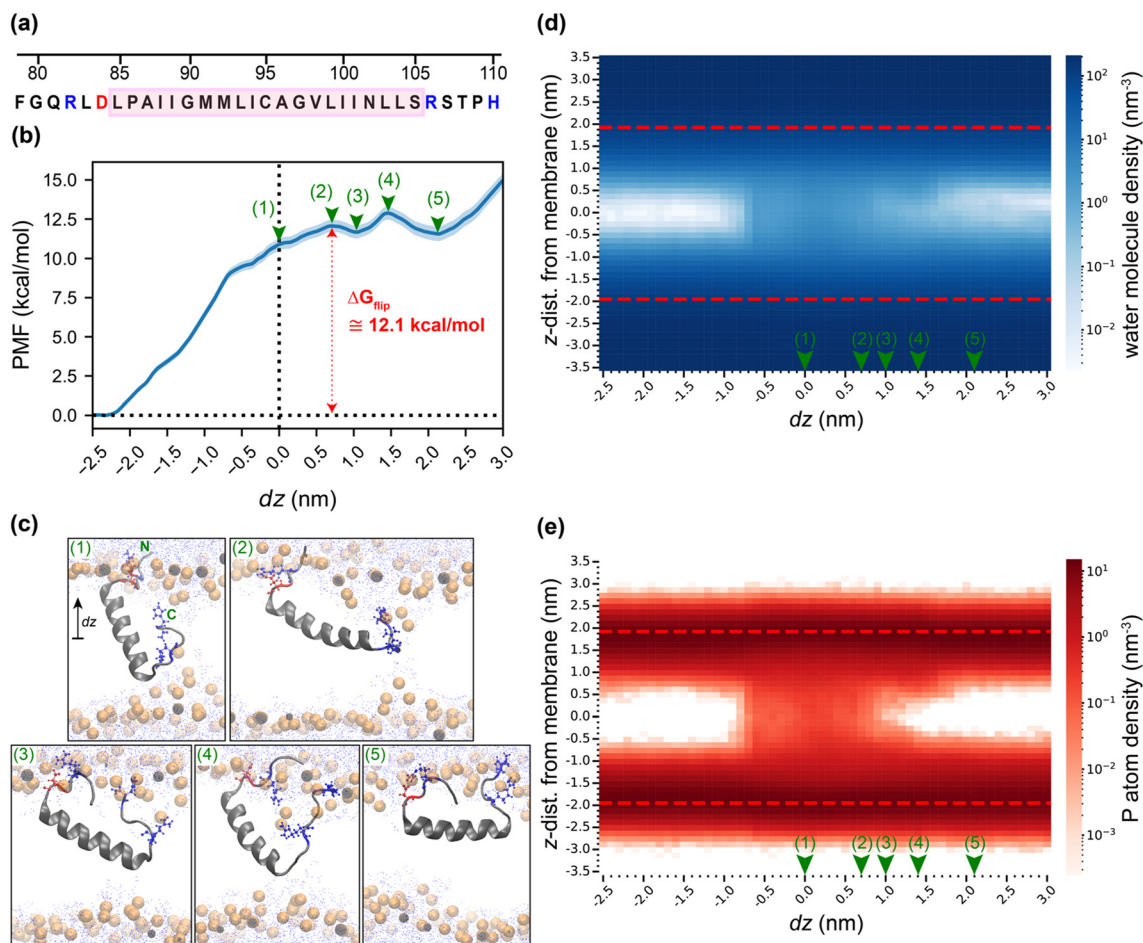 (a)
80 85 90 95 100 105 110
F G Q R L D L P A I I G M M L I C A G V L I I N L L S R S T P H
(b)
PMF (kcal/mol)
15.0
12.5
10.0
7.5
5.0
2.5
0.0
(1) (2) (3) (4) (5)
ΔG flip
≅ 12.1 kcal/mol
−2.5 −2.0 −1.5 −1.0 −0.5 0.0 0.5 1.0 1.5 2.0 2.5 3.0
dz (nm)
(c)
(1) N C dz
(2)
(3)
(4)
(5)
(d)
z-dist. from membrane (nm)
3.5
3.0
2.5
2.0
1.5
1.0
0.5
0.0
-0.5
-1.0
-1.5
-2.0
-2.5
-3.0
-3.5
(1) (2) (3) (4) (5)
-2.5 -2.0 -1.5 -1.0 -0.5 0.0 0.5 1.0 1.5 2.0 2.5 3.0
dz (nm)
10²
10¹
10⁰
10⁻¹
10⁻²
water molecule density (nm⁻³)
(e)
z-dist. from membrane (nm)
3.5
3.0
2.5
2.0
1.5
1.0
0.5
0.0
-0.5
-1.0
-1.5
-2.0
-2.5
-3.0
-3.5
(1) (2) (3) (4) (5)
-2.5 -2.0 -1.5 -1.0 -0.5 0.0 0.5 1.0 1.5 2.0 2.5 3.0
dz (nm)
10¹
10⁰
10⁻¹
10⁻²
10⁻³
P atom density (nm⁻³)